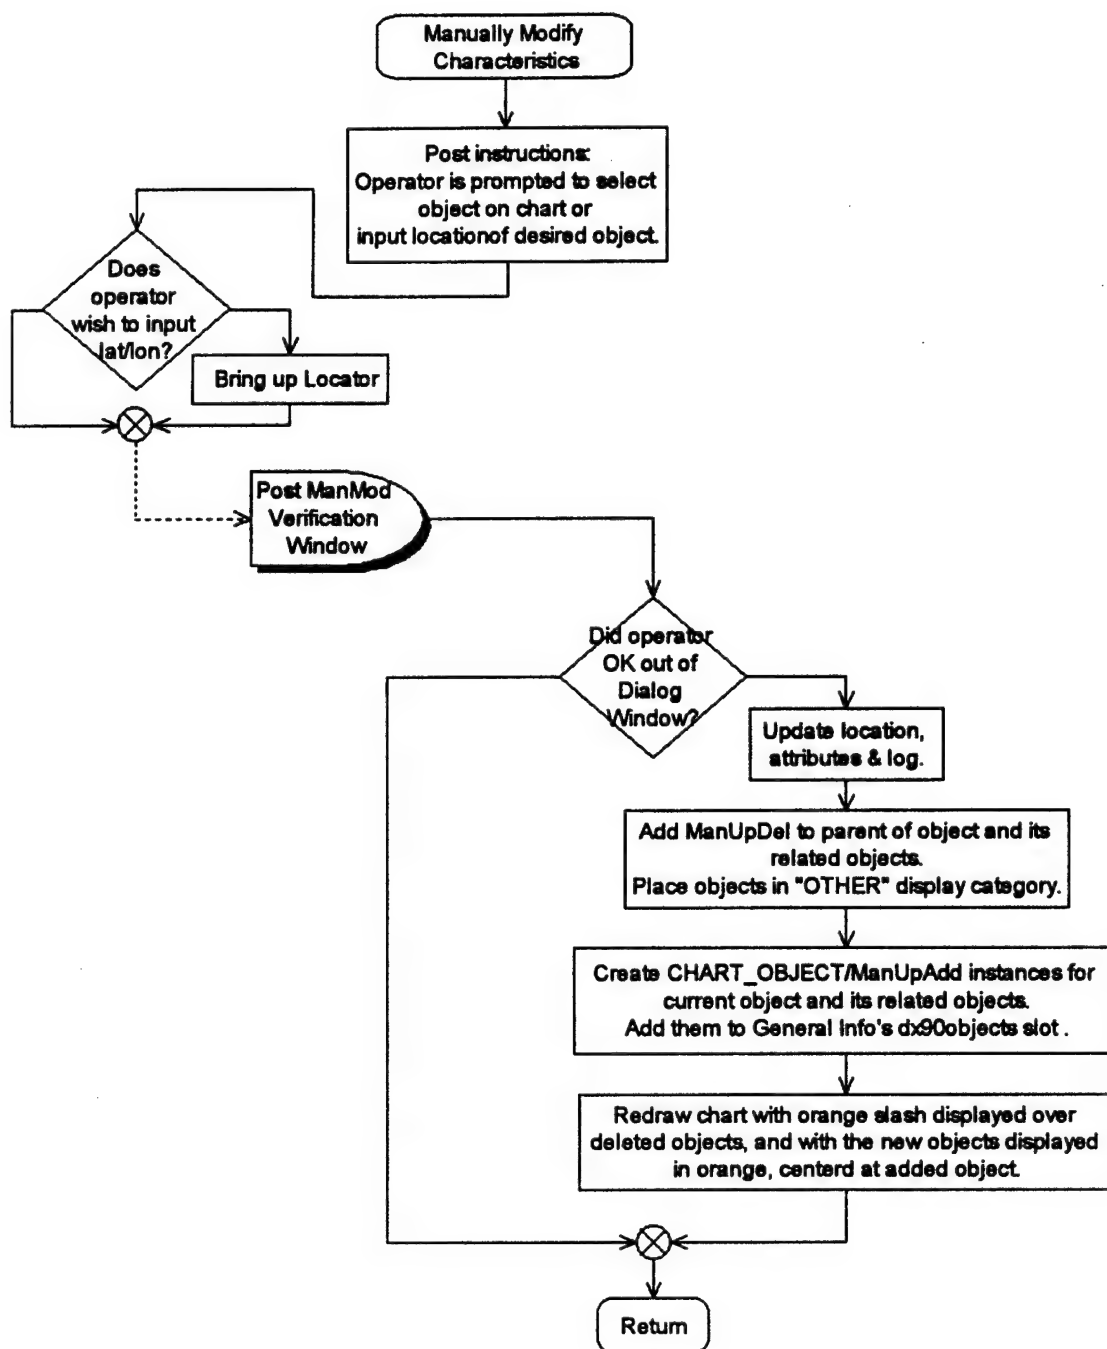 Manually Modify
Characteristics
Post instructions:
Operator is prompted to select
object on chart or
input locationof desired object.
Does
operator
wish to input
lat/lon?
Bring up Locator
Post ManMod
Verification
Window
Did operator
OK out of
Dialog
Window?
Update location,
attributes & log.
Add ManUpDel to parent of object and its
related objects.
Place objects in "OTHER" display category.
Create CHART_OBJECT/ManUpAdd instances for
current object and its related objects.
Add them to General Info's dx90objects slot .
Redraw chart with orange slash displayed over
deleted objects, and with the new objects displayed
in orange, centerd at added object.
Return